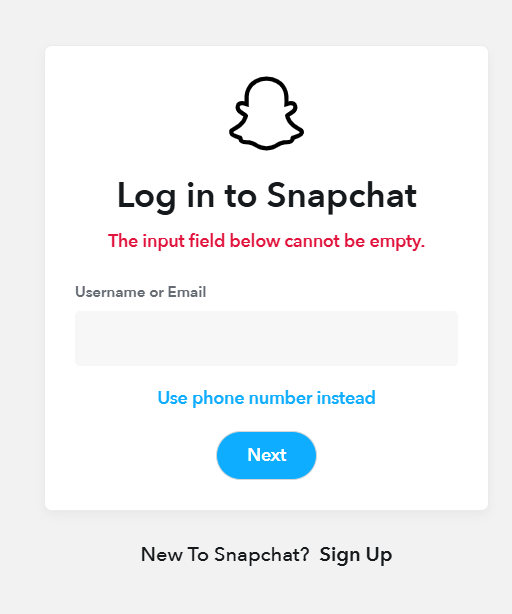 Log in to Snapchat
The input field below cannot be empty.
Username or Email
Use phone number instead
Next
New To Snapchat? Sign Up